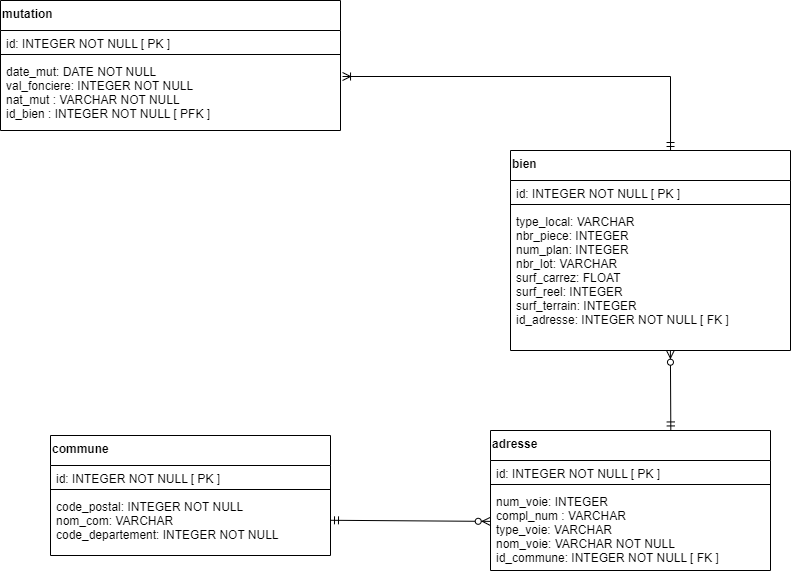 mutation
id: INTEGER NOT NULL [ PK ]
date_mut: DATE NOT NULL
val_fonciere: INTEGER NOT NULL
nat_mut : VARCHAR NOT NULL
id_bien : INTEGER NOT NULL [ PFK ]
bien
id: INTEGER NOT NULL [ PK ]
type_local: VARCHAR
nbr_piece: INTEGER
num_plan: INTEGER
nbr_lot: VARCHAR
surf_carrez: FLOAT
surf_reel: INTEGER
surf_terrain: INTEGER
id_adresse: INTEGER NOT NULL [ FK ]
commune
id: INTEGER NOT NULL [ PK ]
code_postal: INTEGER NOT NULL
nom_com: VARCHAR
code_departement: INTEGER NOT NULL
adresse
id: INTEGER NOT NULL [ PK ]
num_voie: INTEGER
compl_num : VARCHAR
type_voie: VARCHAR
nom_voie: VARCHAR NOT NULL
id_commune: INTEGER NOT NULL [ FK ]